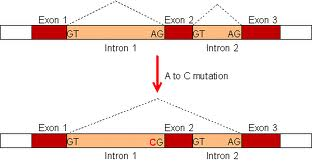 Exon 1 Exon 2 Exon 3
GT AG GT AG
Intron 1 Intron 2
A to C mutation
Exon 1 Exon 2 Exon 3
GT CG GT AG
Intron 1 Intron 2